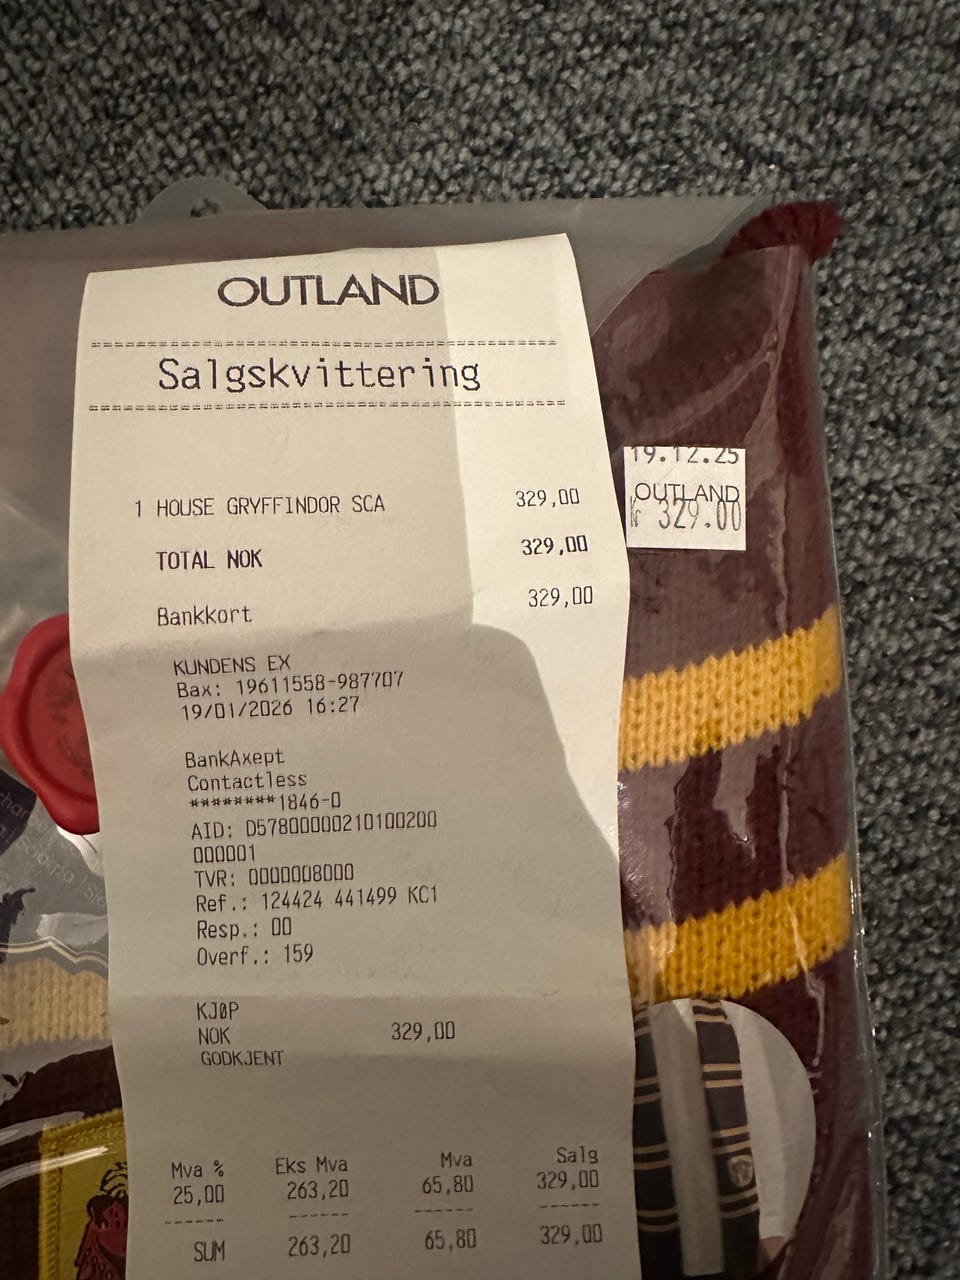 OUTLAND
Salgskvittering
1 HOUSE GRYFFINDOR SCA 329,00
TOTAL NOK 329,00
Bankkort 329,00
KUNDENS EX
Bax: 19611558-987707
19/01/2026 16:27
BankAxept
Contactless
********1846-0
AID: D5780000021010020​0
000001
TVR: 0000008000
Ref.: 124424 441499 KC1
Resp.: 00
Overf.: 159
KJØP
NOK 329,00
GODKJENT
Mva % Eks Mva Mva Salg
25,00 263,20 65,80 329,00
------ ------ ------ ------
SUM 263,20 65,80 329,00
19.12.25
OUTLAND
kr 329.00